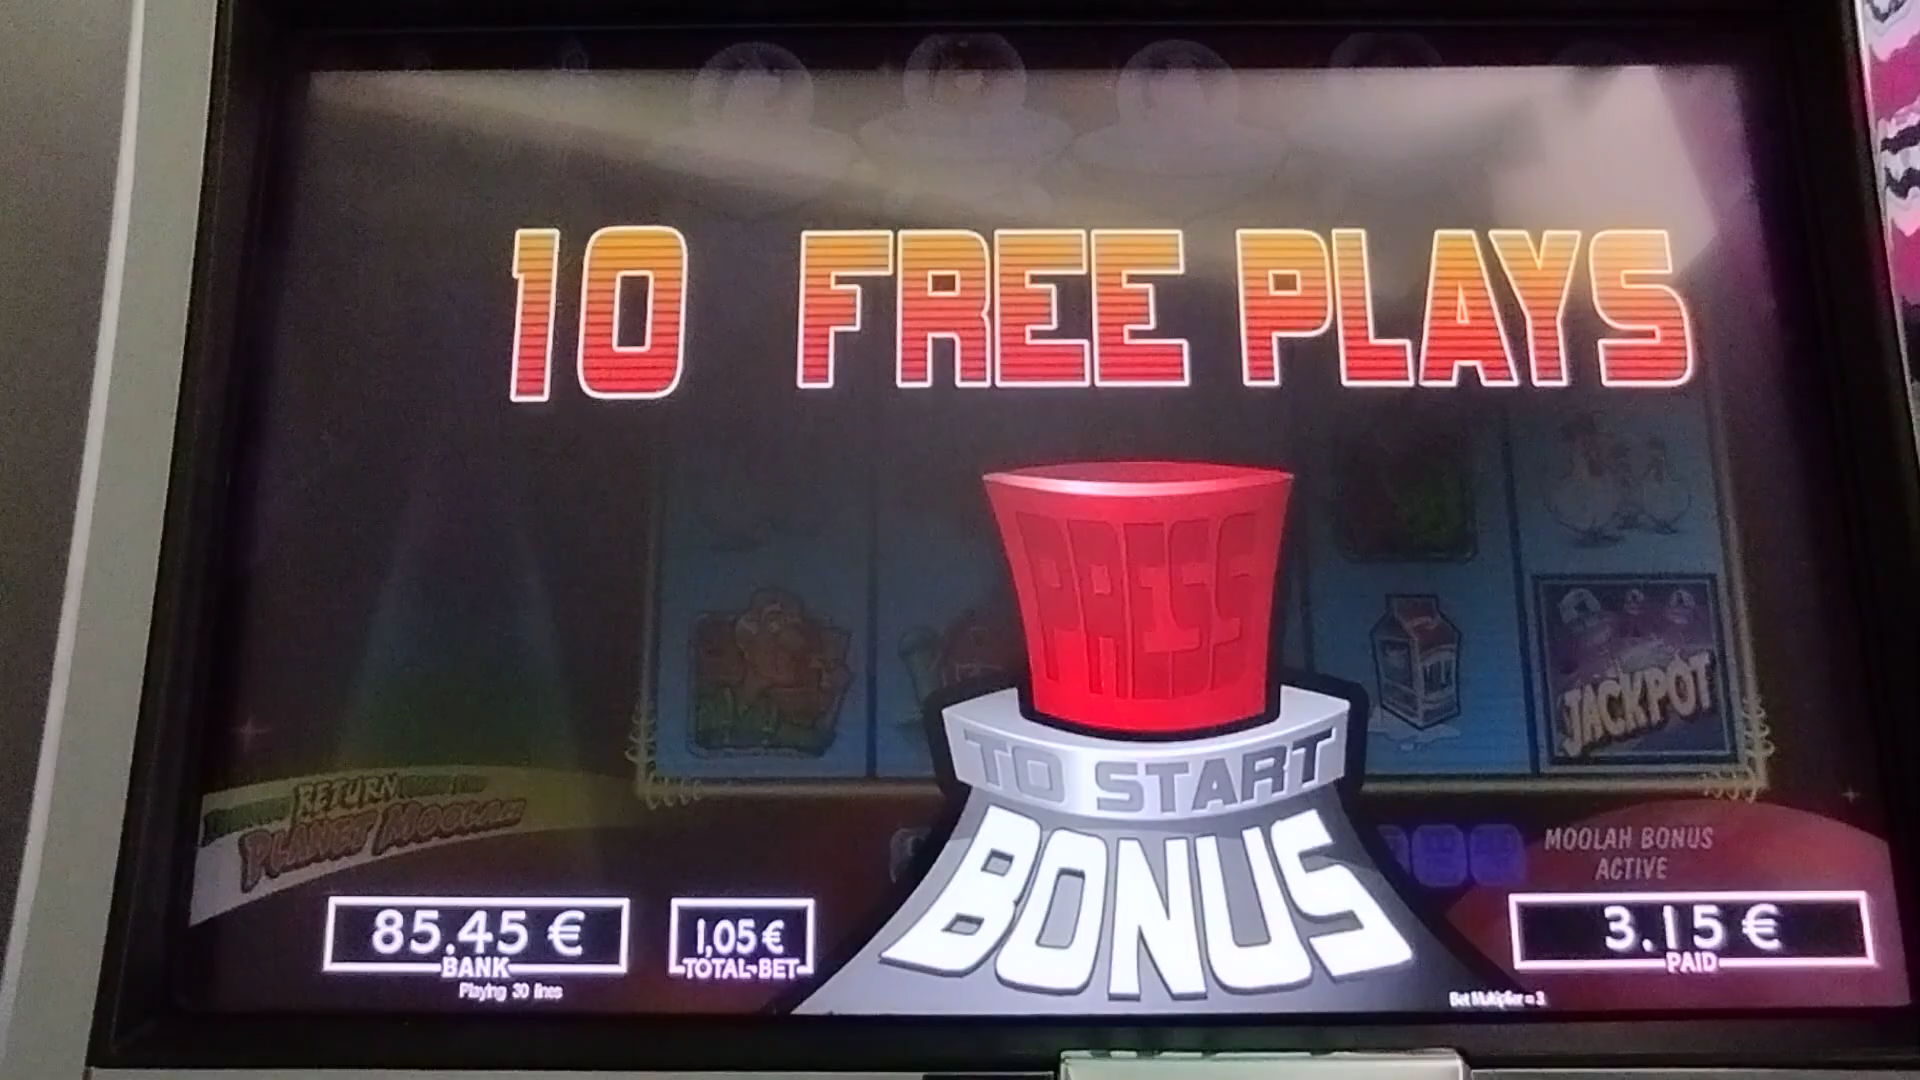 10 FREE PLAYS
PRESS
TO START
BONUS
JACKPOT
RETURN
PLANET MOOLAH
MOOLAH BONUS
ACTIVE
85.45 €
BANK
Playing 30 lines
1,05 €
TOTAL BET
3.15 €
PAID
Bet Multiplier = 3